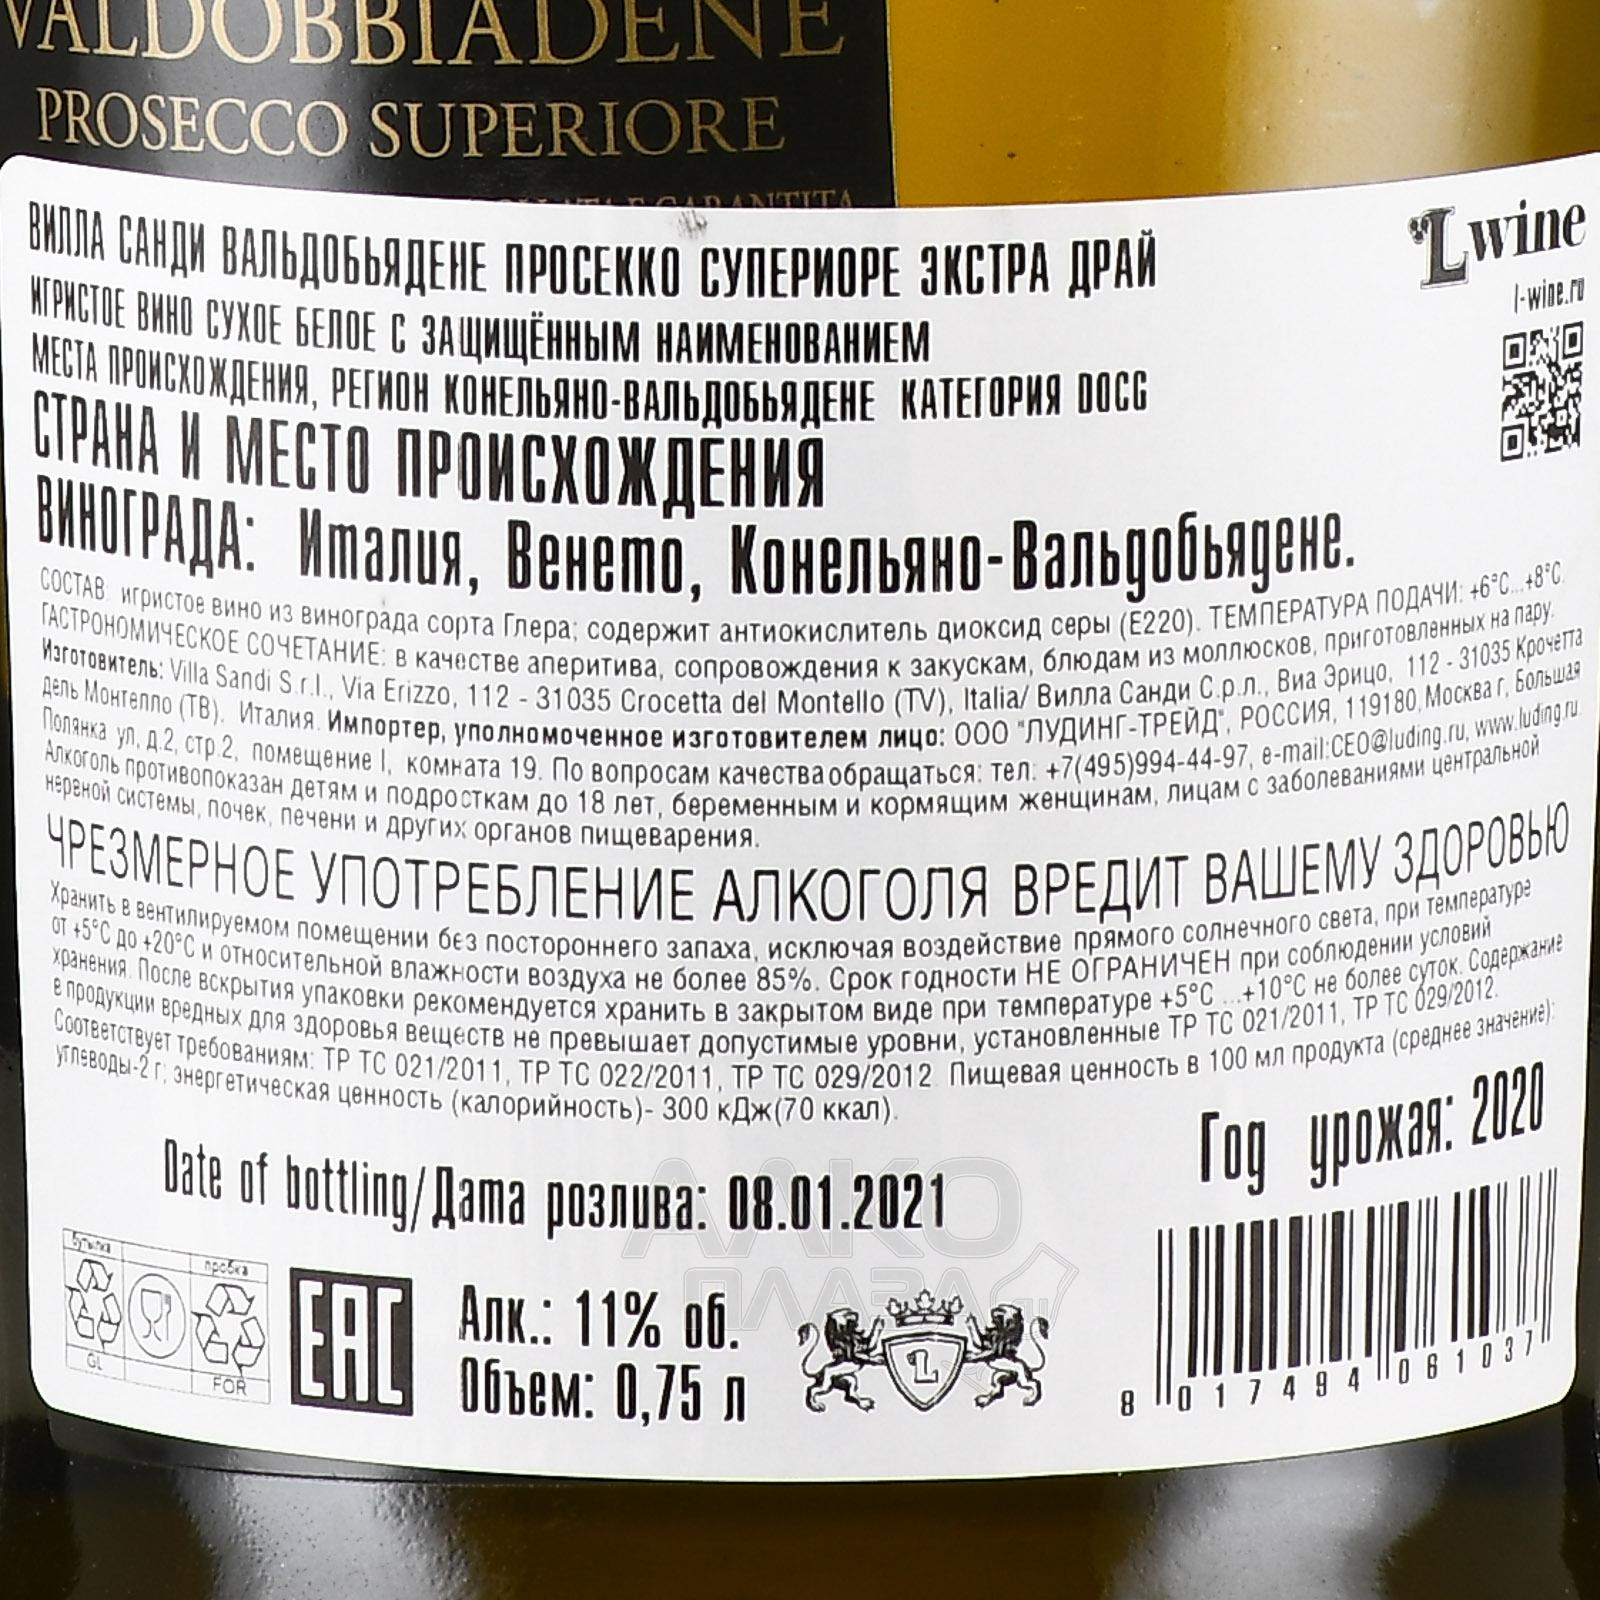 VALDOBBIADENE
PROSECCO SUPERIORE
GARANTITA
ВИЛЛА САНДИ ВАЛЬДОБЬЯДЕНЕ ПРОСЕККО СУПЕРИОРЕ ЭКСТРА ДРАЙ
ИГРИСТОЕ ВИНО СУХОЕ БЕЛОЕ С ЗАЩИЩЁННЫМ НАИМЕНОВАНИЕМ
МЕСТА ПРОИСХОЖДЕНИЯ, РЕГИОН КОНЕЛЬЯНО-ВАЛЬДОБЬЯДЕНЕ КАТЕГОРИЯ DOCG
Lwine
l-wine.ru
СТРАНА И МЕСТО ПРОИСХОЖДЕНИЯ
ВИНОГРАДА: Италия, Венето, Конельяно-Вальдобьядене.
СОСТАВ: игристое вино из винограда сорта Глера; содержит антиокислитель диоксид серы (Е220). ТЕМПЕРАТУРА ПОДАЧИ: +6°С...+8°С.
ГАСТРОНОМИЧЕСКОЕ СОЧЕТАНИЕ: в качестве аперитива, сопровождения к закускам, блюдам из моллюсков, приготовленных на пару.
Изготовитель: Villa Sandi S.r.l., Via Erizzo, 112 - 31035 Crocetta del Montello (TV), Italia/ Вилла Санди С.р.л., Виа Эрицо, 112 - 31035 Крочетта
дель Монтелло (ТВ), Италия. Импортер, уполномоченное изготовителем лицо: ООО "ЛУДИНГ-ТРЕЙД", РОССИЯ, 119180, Москва г, Большая
Полянка ул, д.2, стр.2, помещение I, комната 19. По вопросам качества обращаться: тел: +7(495)994-44-97, e-mail:CEO@luding.ru, www.luding.ru.
Алкоголь противопоказан детям и подросткам до 18 лет, беременным и кормящим женщинам, лицам с заболеваниями центральной
нервной системы, почек, печени и других органов пищеварения.
ЧРЕЗМЕРНОЕ УПОТРЕБЛЕНИЕ АЛКОГОЛЯ ВРЕДИТ ВАШЕМУ ЗДОРОВЬЮ
Хранить в вентилируемом помещении без постороннего запаха, исключая воздействие прямого солнечного света, при температуре
от +5°С до +20°С и относительной влажности воздуха не более 85%. Срок годности НЕ ОГРАНИЧЕН при соблюдении условий
хранения. После вскрытия упаковки рекомендуется хранить в закрытом виде при температуре +5°С ...+10°С не более суток. Содержание
в продукции вредных для здоровья веществ не превышает допустимые уровни, установленные ТР ТС 021/2011, ТР ТС 029/2012.
Соответствует требованиям: ТР ТС 021/2011, ТР ТС 022/2011, ТР ТС 029/2012. Пищевая ценность в 100 мл продукта (среднее значение):
углеводы-2 г; энергетическая ценность (калорийность)- 300 кДж(70 ккал).
Год урожая: 2020
Date of bottling/Дата розлива: 08.01.2021
АЛКО
ПЛАЗА
.ru
бутылка
пробка
GL
FOR
EAC
Алк.: 11% об.
Объем: 0,75 л
L
8 017494 061037